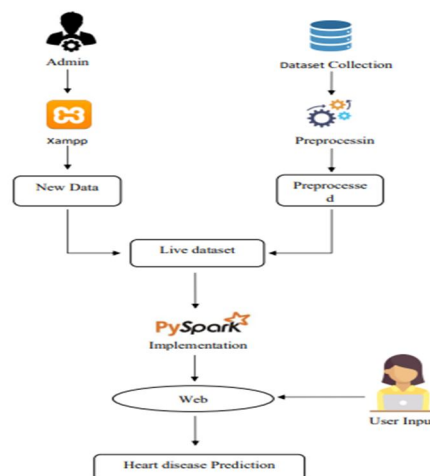 Admin
Dataset Collection
Xampp
Preprocessin
New Data
Preprocesse
d
Live dataset
PySpark
Implementation
Web
User Inpu
Heart disease Prediction